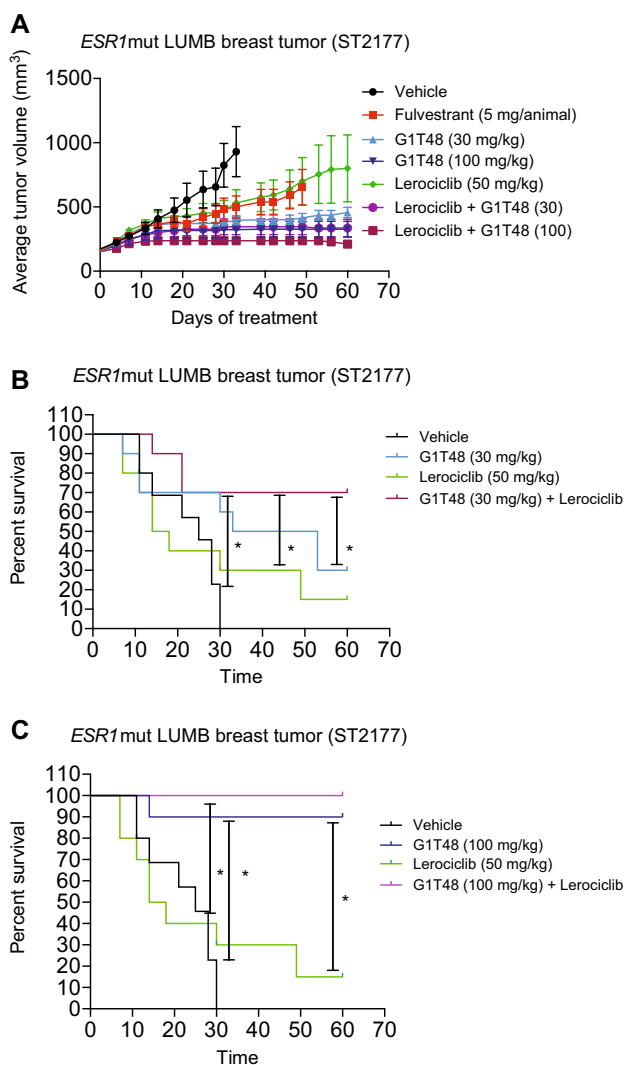 A
ESR1mut LUMB breast tumor (ST2177)
Average tumor volume (mm³)
1500
1000
500
0
0 10 20 30 40 50 60 70
Days of treatment
Vehicle
Fulvestrant (5 mg/animal)
G1T48 (30 mg/kg)
G1T48 (100 mg/kg)
Lerociclib (50 mg/kg)
Lerociclib + G1T48 (30)
Lerociclib + G1T48 (100)
B
ESR1mut LUMB breast tumor (ST2177)
Percent survival
110
100
90
80
70
60
50
40
30
20
10
0
0 10 20 30 40 50 60 70
Time
* * *
Vehicle
G1T48 (30 mg/kg)
Lerociclib (50 mg/kg)
G1T48 (30 mg/kg) + Lerociclib
C
ESR1mut LUMB breast tumor (ST2177)
Percent survival
110
100
90
80
70
60
50
40
30
20
10
0
0 10 20 30 40 50 60 70
Time
* * *
Vehicle
G1T48 (100 mg/kg)
Lerociclib (50 mg/kg)
G1T48 (100 mg/kg) + Lerociclib